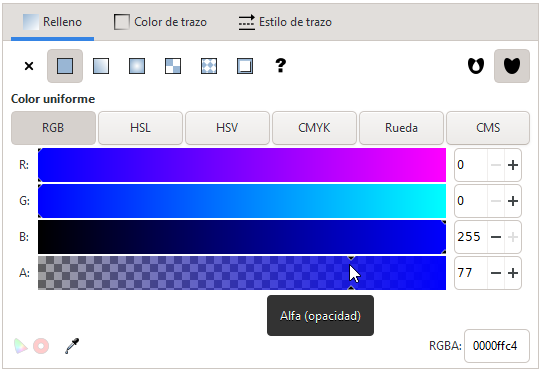 Relleno Color de trazo Estilo de trazo
× ?
Color uniforme
RGB HSL HSV CMYK Rueda CMS
R: 0 − +
G: 0 − +
B: 255 − +
A: 77 − +
Alfa (opacidad)
RGBA: 0000ffc4